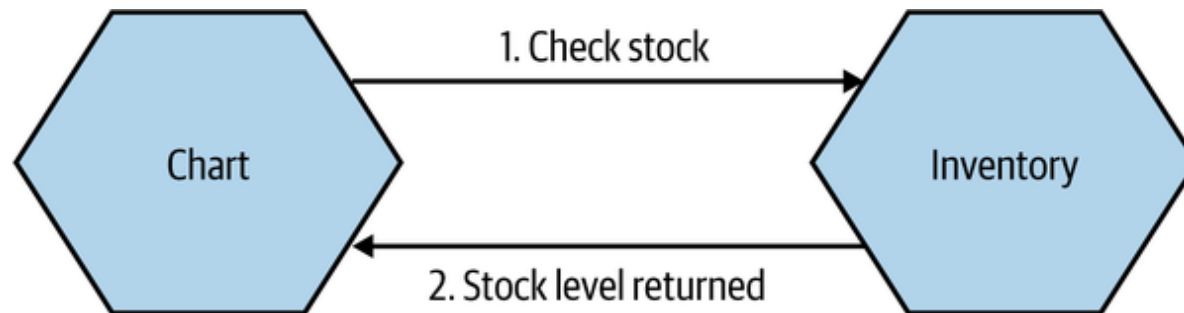 1. Check stock
Chart
Inventory
2. Stock level returned